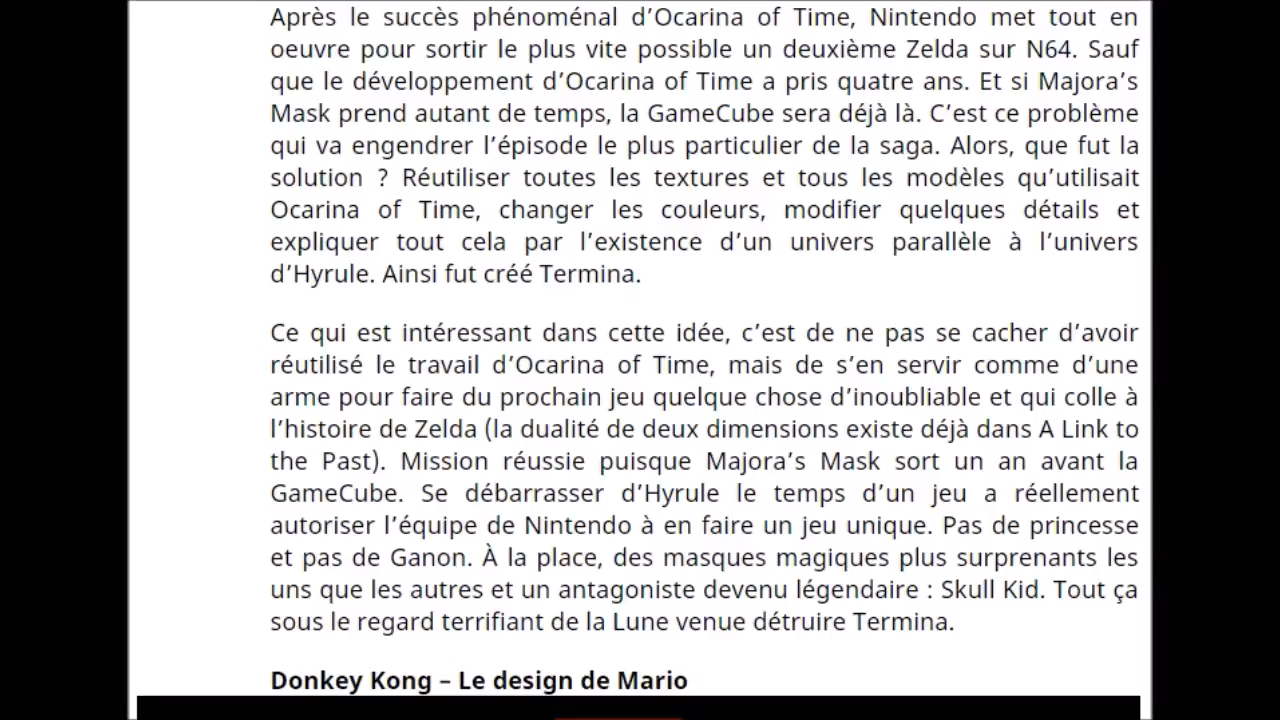 Après le succès phénoménal d’Ocarina of Time, Nintendo met tout en
oeuvre pour sortir le plus vite possible un deuxième Zelda sur N64. Sauf
que le développement d’Ocarina of Time a pris quatre ans. Et si Majora’s
Mask prend autant de temps, la GameCube sera déjà là. C’est ce problème
qui va engendrer l’épisode le plus particulier de la saga. Alors, que fut la
solution ? Réutiliser toutes les textures et tous les modèles qu’utilisait
Ocarina of Time, changer les couleurs, modifier quelques détails et
expliquer tout cela par l’existence d’un univers parallèle à l’univers
d’Hyrule. Ainsi fut créé Termina.
Ce qui est intéressant dans cette idée, c’est de ne pas se cacher d’avoir
réutilisé le travail d’Ocarina of Time, mais de s’en servir comme d’une
arme pour faire du prochain jeu quelque chose d’inoubliable et qui colle à
l’histoire de Zelda (la dualité de deux dimensions existe déjà dans A Link to
the Past). Mission réussie puisque Majora’s Mask sort un an avant la
GameCube. Se débarrasser d’Hyrule le temps d’un jeu a réellement
autoriser l’équipe de Nintendo à en faire un jeu unique. Pas de princesse
et pas de Ganon. À la place, des masques magiques plus surprenants les
uns que les autres et un antagoniste devenu légendaire : Skull Kid. Tout ça
sous le regard terrifiant de la Lune venue détruire Termina.
Donkey Kong – Le design de Mario